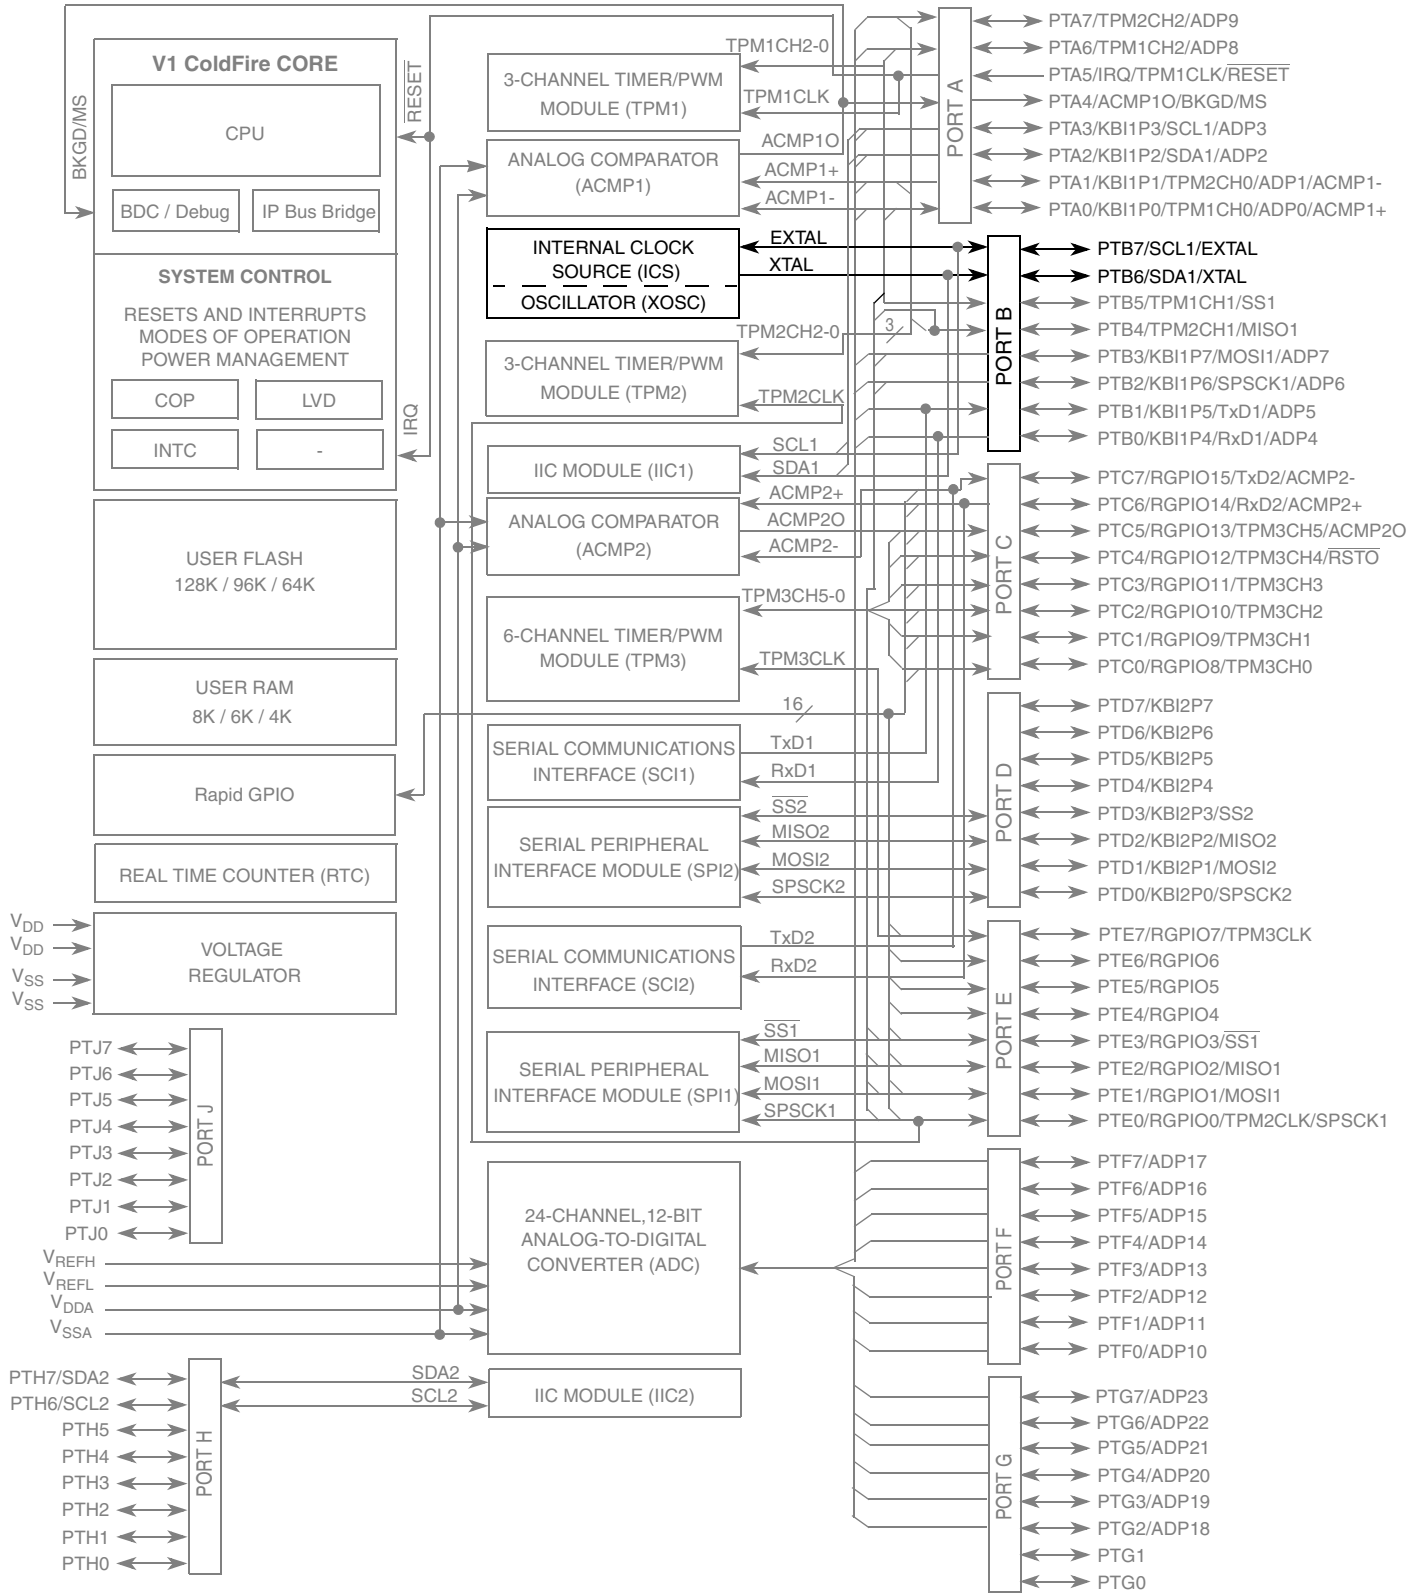 V1 ColdFire CORE
CPU
BDC / Debug
IP Bus Bridge
BKGD/MS
RESET
SYSTEM CONTROL
RESETS AND INTERRUPTS
MODES OF OPERATION
POWER MANAGEMENT
COP
LVD
INTC
-
IRQ
USER FLASH
128K / 96K / 64K
USER RAM
8K / 6K / 4K
Rapid GPIO
REAL TIME COUNTER (RTC)
VDD
VDD
VSS
VSS
VOLTAGE
REGULATOR
PTJ7
PTJ6
PTJ5
PTJ4
PTJ3
PTJ2
PTJ1
PTJ0
PORT J
VREFH
VREFL
VDDA
VSSA
PTH7/SDA2
PTH6/SCL2
PTH5
PTH4
PTH3
PTH2
PTH1
PTH0
PORT H
3-CHANNEL TIMER/PWM
MODULE (TPM1)
TPM1CH2-0
TPM1CLK
ANALOG COMPARATOR
(ACMP1)
ACMP1O
ACMP1+
ACMP1-
INTERNAL CLOCK
SOURCE (ICS)
OSCILLATOR (XOSC)
EXTAL
XTAL
3-CHANNEL TIMER/PWM
MODULE (TPM2)
TPM2CH2-0
3
TPM2CLK
IIC MODULE (IIC1)
SCL1
SDA1
ANALOG COMPARATOR
(ACMP2)
ACMP2+
ACMP2O
ACMP2-
6-CHANNEL TIMER/PWM
MODULE (TPM3)
TPM3CH5-0
TPM3CLK
16
SERIAL COMMUNICATIONS
INTERFACE (SCI1)
TxD1
RxD1
SERIAL PERIPHERAL
INTERFACE MODULE (SPI2)
SS2
MISO2
MOSI2
SPSCK2
SERIAL COMMUNICATIONS
INTERFACE (SCI2)
TxD2
RxD2
SERIAL PERIPHERAL
INTERFACE MODULE (SPI1)
SS1
MISO1
MOSI1
SPSCK1
24-CHANNEL,12-BIT
ANALOG-TO-DIGITAL
CONVERTER (ADC)
IIC MODULE (IIC2)
SDA2
SCL2
PORT A
PTA7/TPM2CH2/ADP9
PTA6/TPM1CH2/ADP8
PTA5/IRQ/TPM1CLK/RESET
PTA4/ACMP1O/BKGD/MS
PTA3/KBI1P3/SCL1/ADP3
PTA2/KBI1P2/SDA1/ADP2
PTA1/KBI1P1/TPM2CH0/ADP1/ACMP1-
PTA0/KBI1P0/TPM1CH0/ADP0/ACMP1+
PORT B
PTB7/SCL1/EXTAL
PTB6/SDA1/XTAL
PTB5/TPM1CH1/SS1
PTB4/TPM2CH1/MISO1
PTB3/KBI1P7/MOSI1/ADP7
PTB2/KBI1P6/SPSCK1/ADP6
PTB1/KBI1P5/TxD1/ADP5
PTB0/KBI1P4/RxD1/ADP4
PORT C
PTC7/RGPIO15/TxD2/ACMP2-
PTC6/RGPIO14/RxD2/ACMP2+
PTC5/RGPIO13/TPM3CH5/ACMP2O
PTC4/RGPIO12/TPM3CH4/RSTO
PTC3/RGPIO11/TPM3CH3
PTC2/RGPIO10/TPM3CH2
PTC1/RGPIO9/TPM3CH1
PTC0/RGPIO8/TPM3CH0
PORT D
PTD7/KBI2P7
PTD6/KBI2P6
PTD5/KBI2P5
PTD4/KBI2P4
PTD3/KBI2P3/SS2
PTD2/KBI2P2/MISO2
PTD1/KBI2P1/MOSI2
PTD0/KBI2P0/SPSCK2
PORT E
PTE7/RGPIO7/TPM3CLK
PTE6/RGPIO6
PTE5/RGPIO5
PTE4/RGPIO4
PTE3/RGPIO3/SS1
PTE2/RGPIO2/MISO1
PTE1/RGPIO1/MOSI1
PTE0/RGPIO0/TPM2CLK/SPSCK1
PORT F
PTF7/ADP17
PTF6/ADP16
PTF5/ADP15
PTF4/ADP14
PTF3/ADP13
PTF2/ADP12
PTF1/ADP11
PTF0/ADP10
PORT G
PTG7/ADP23
PTG6/ADP22
PTG5/ADP21
PTG4/ADP20
PTG3/ADP19
PTG2/ADP18
PTG1
PTG0